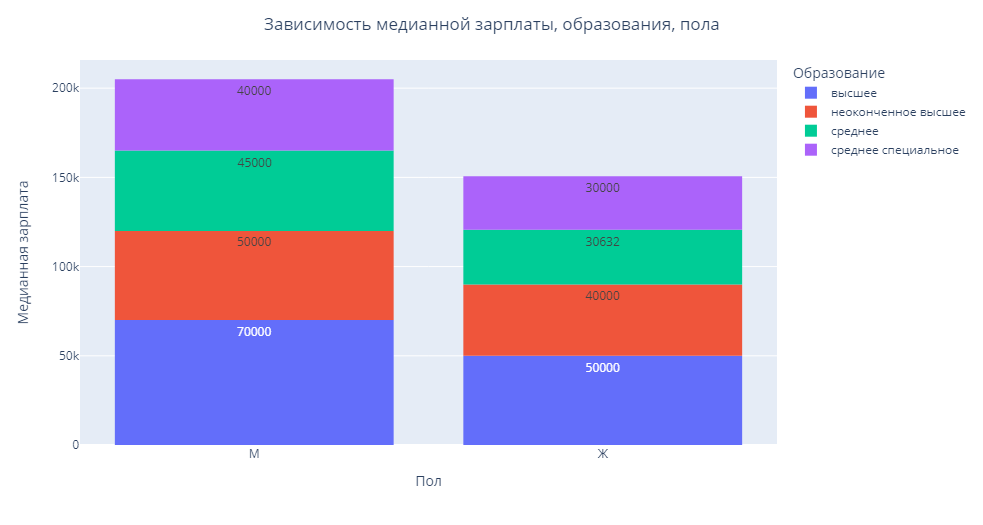 Зависимость медианной зарплаты, образования, пола
Медианная зарплата
200k
150k
100k
50k
0
40000
45000
50000
70000
30000
30632
40000
50000
М
Ж
Пол
Образование
высшее
неоконченное высшее
среднее
среднее специальное